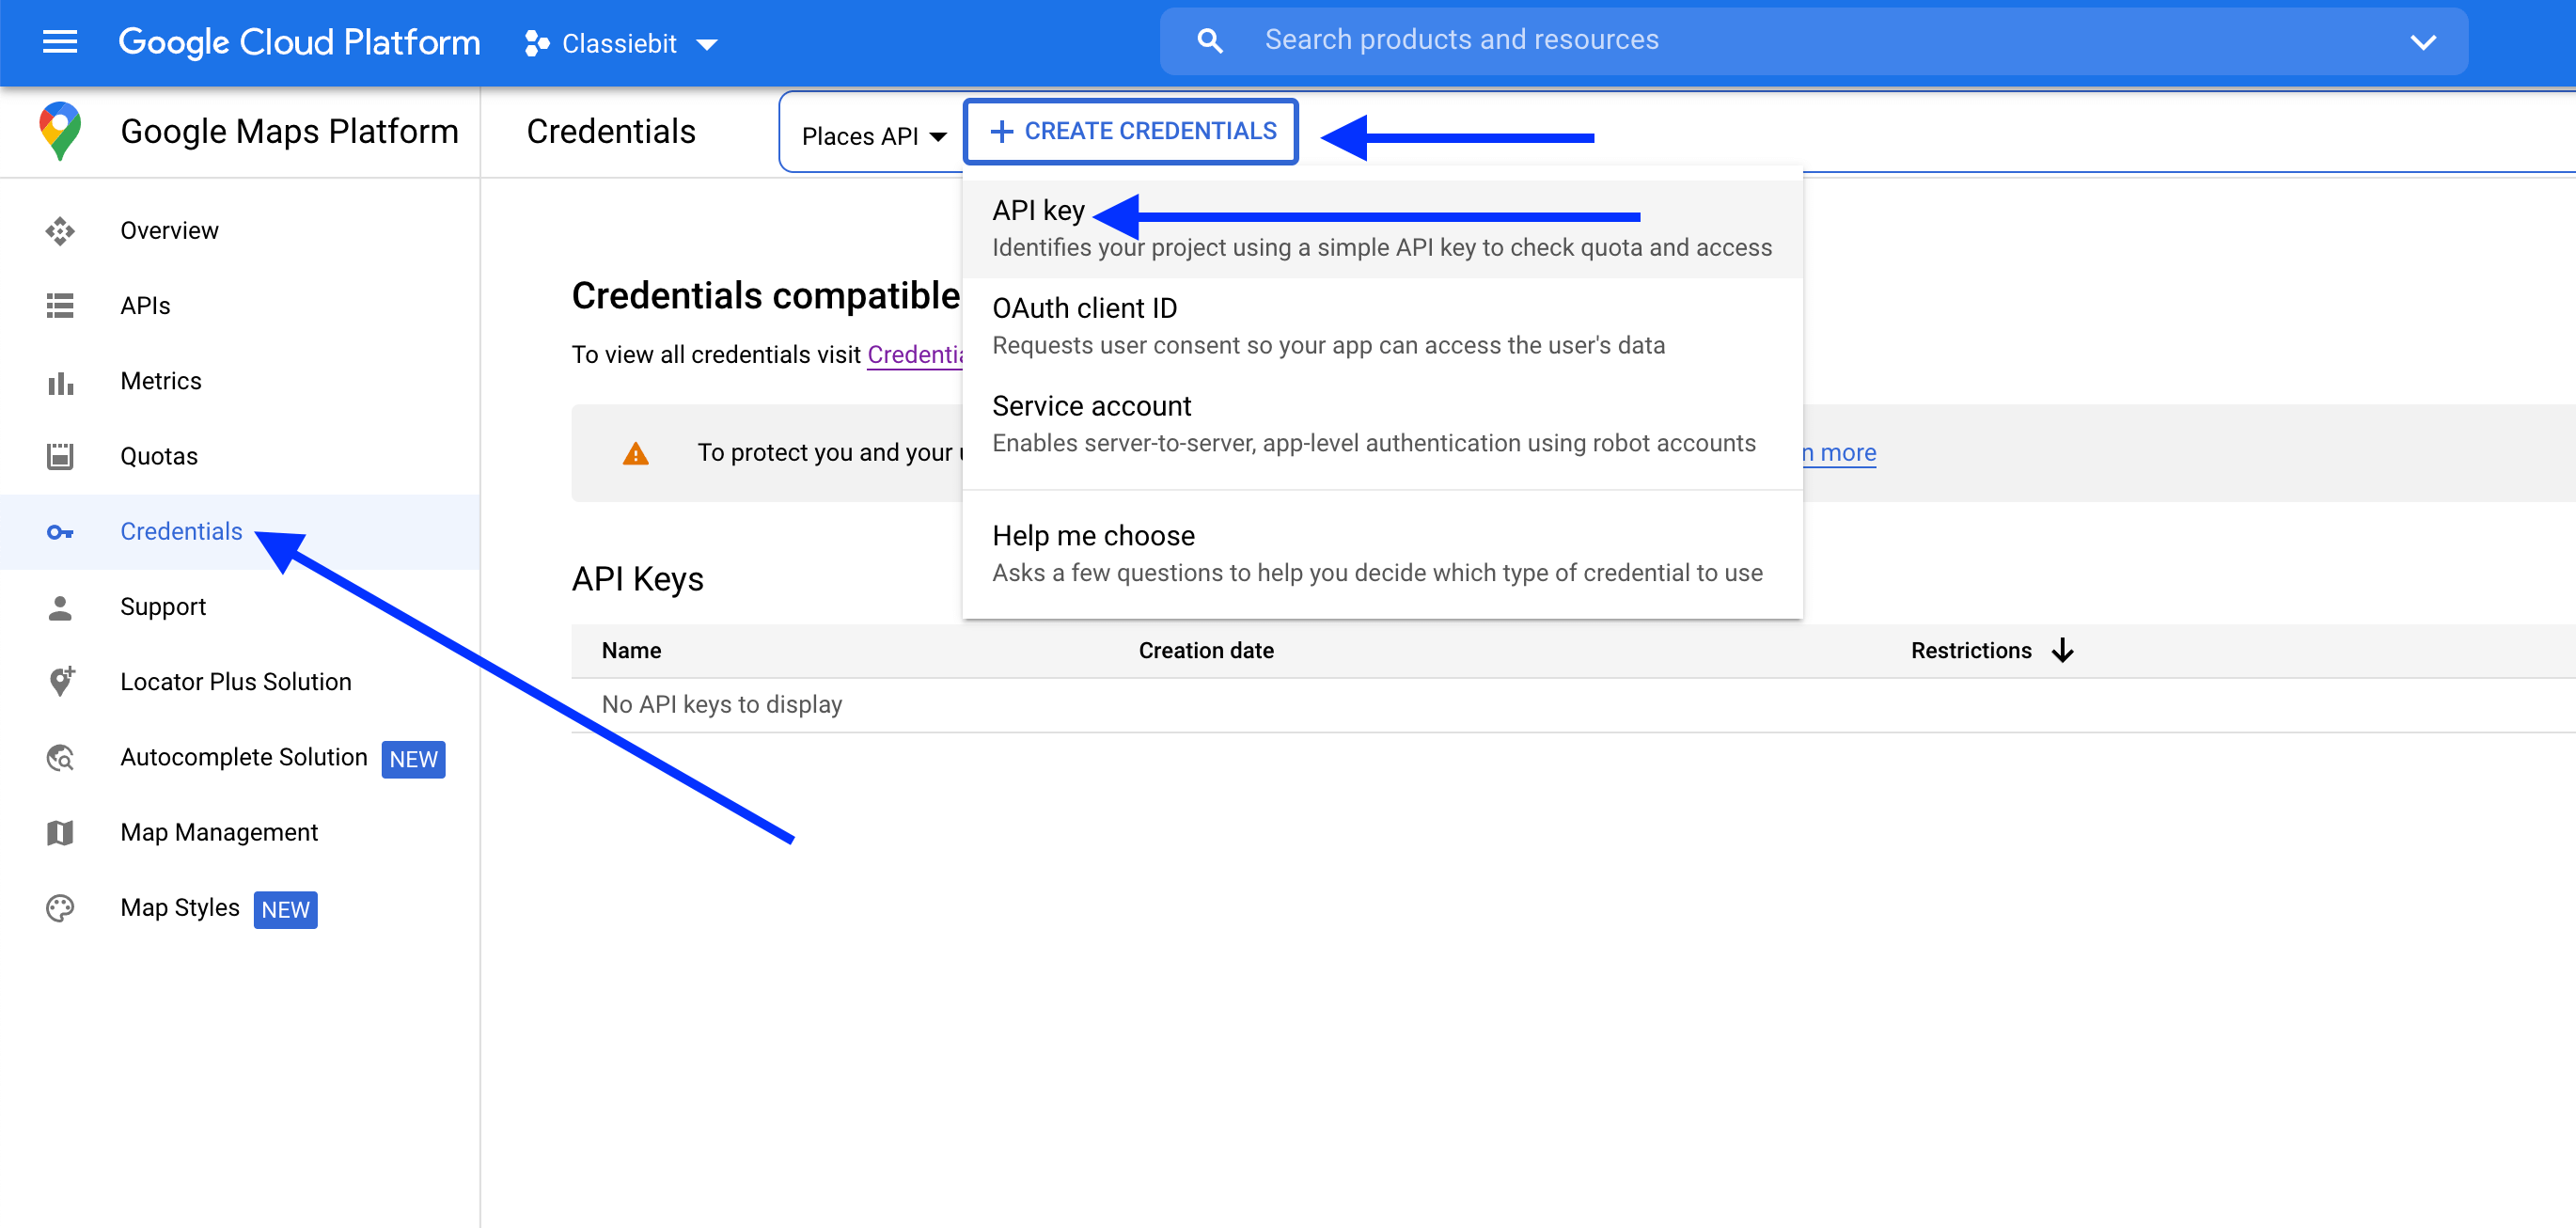 Google Cloud Platform
Classiebit
Search products and resources
Google Maps Platform
Credentials
Places API
CREATE CREDENTIALS
API key
Identifies your project using a simple API key to check quota and access
OAuth client ID
Requests user consent so your app can access the user's data
Service account
Enables server-to-server, app-level authentication using robot accounts
Help me choose
Asks a few questions to help you decide which type of credential to use
Overview
APIs
Metrics
Quotas
Credentials
Support
Locator Plus Solution
Autocomplete Solution NEW
Map Management
Map Styles NEW
Credentials compatible
To view all credentials visit
To protect you and your
more
API Keys
Name Creation date Restrictions
No API keys to display